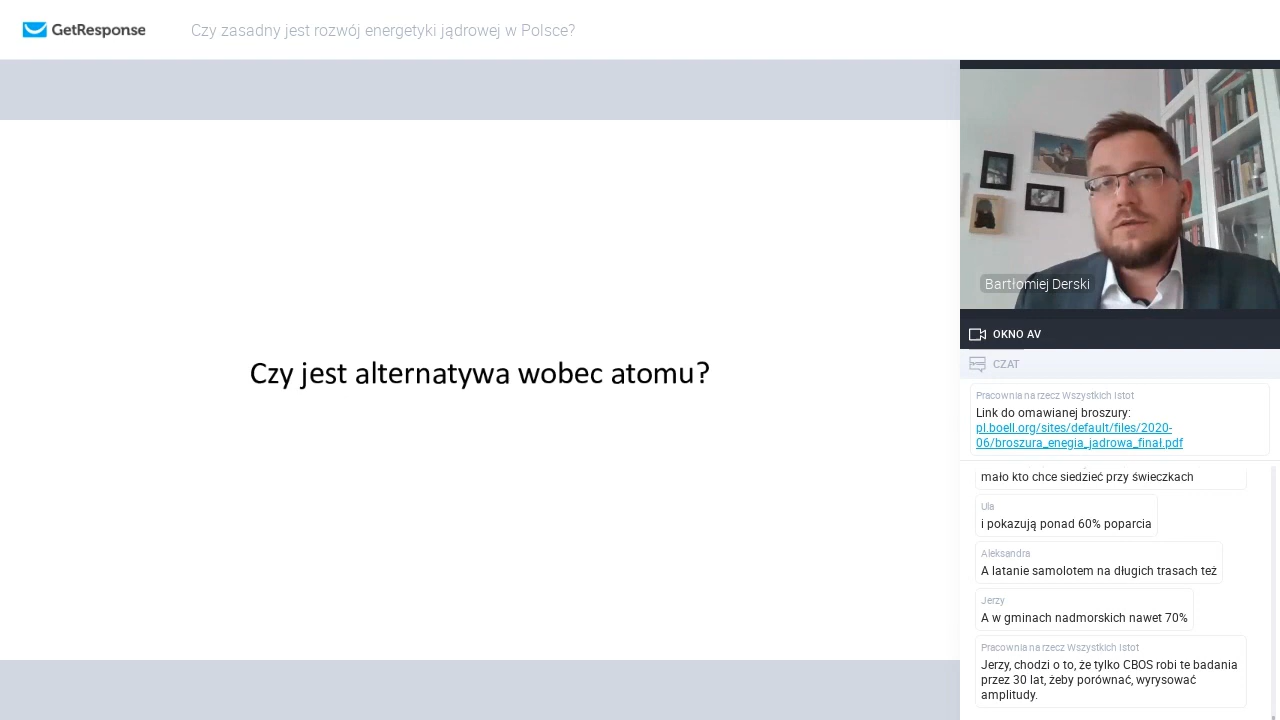 GetResponse
Czy zasadny jest rozwój energetyki jądrowej w Polsce?
Czy jest alternatywa wobec atomu?
Bartłomiej Derski
OKNO AV
CZAT
Pracownia na rzecz Wszystkich Istot
Link do omawianej broszury:
pl.boell.org/sites/default/files/2020-
06/broszura_enegia_jadrowa_finał.pdf
mało kto chce siedzieć przy świeczkach
Ula
i pokazują ponad 60% poparcia
Aleksandra
A latanie samolotem na długich trasach też
Jerzy
A w gminach nadmorskich nawet 70%
Pracownia na rzecz Wszystkich Istot
Jerzy, chodzi o to, że tylko CBOS robi te badania
przez 30 lat, żeby porównać, wyrysować
amplitudy.